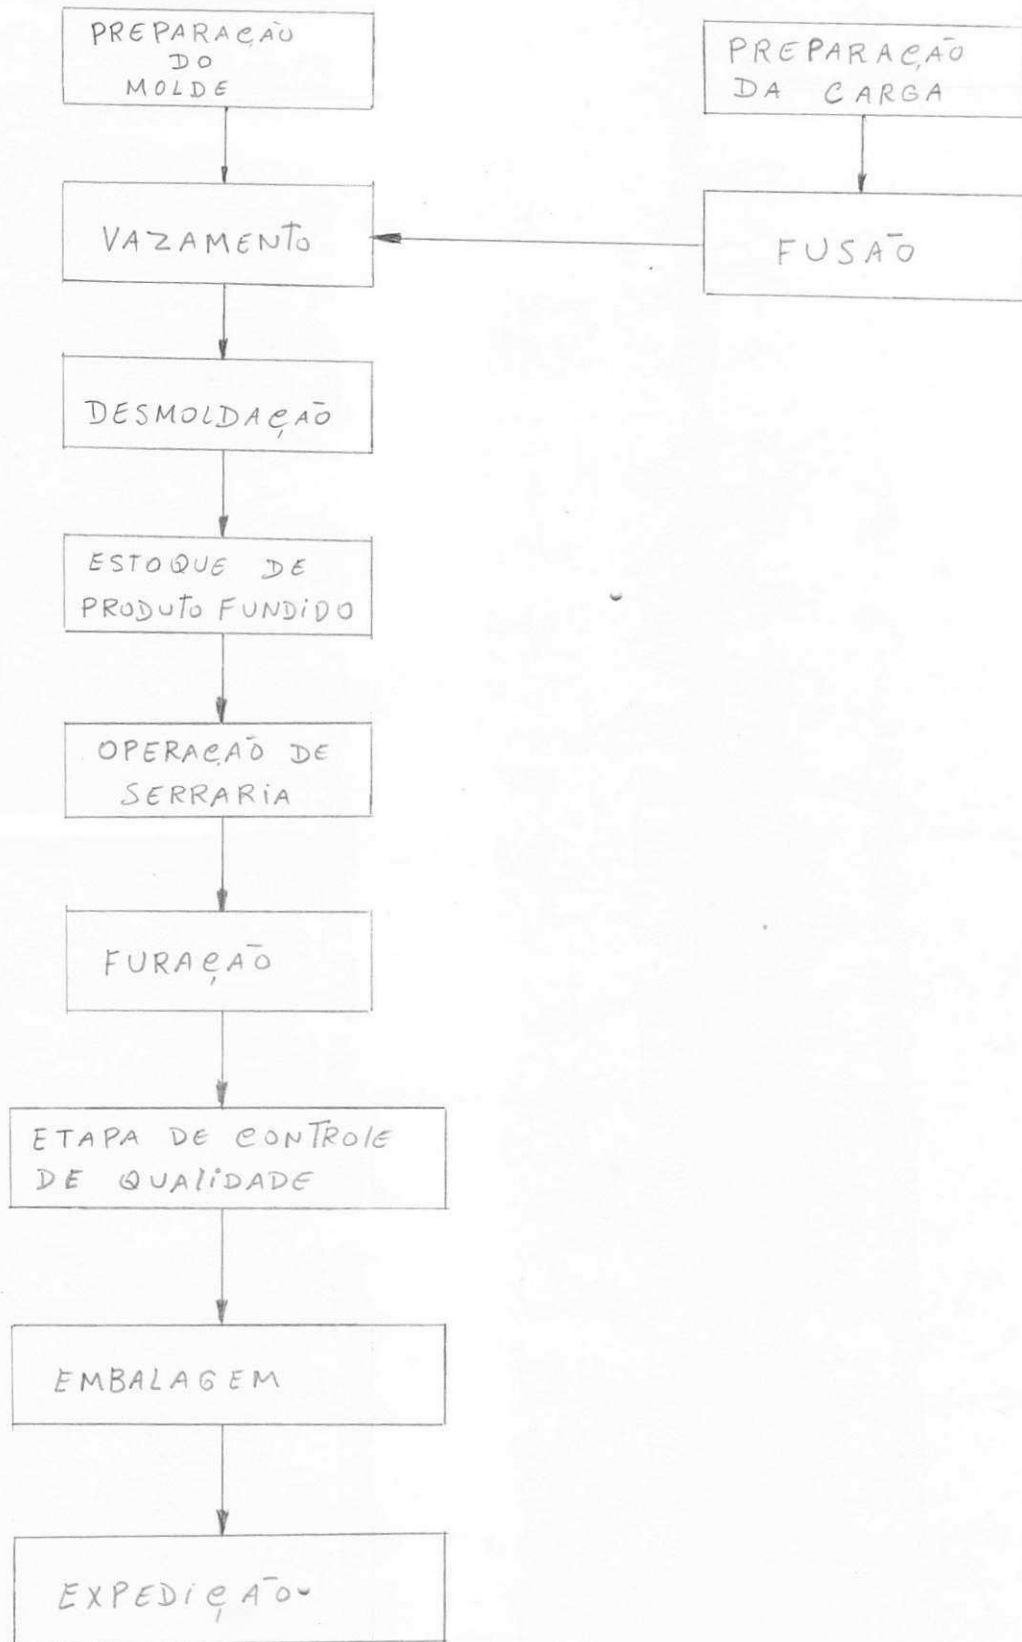 PREPARAÇÃO
DO
MOLDE
PREPARAÇÃO
DA CARGA
VAZAMENTO
FUSÃO
DESMOLDAÇÃO
ESTOQUE DE
PRODUTO FUNDIDO
OPERAÇÃO DE
SERRARIA
FURAÇÃO
ETAPA DE CONTROLE
DE QUALIDADE
EMBALAGEM
EXPEDIÇÃO